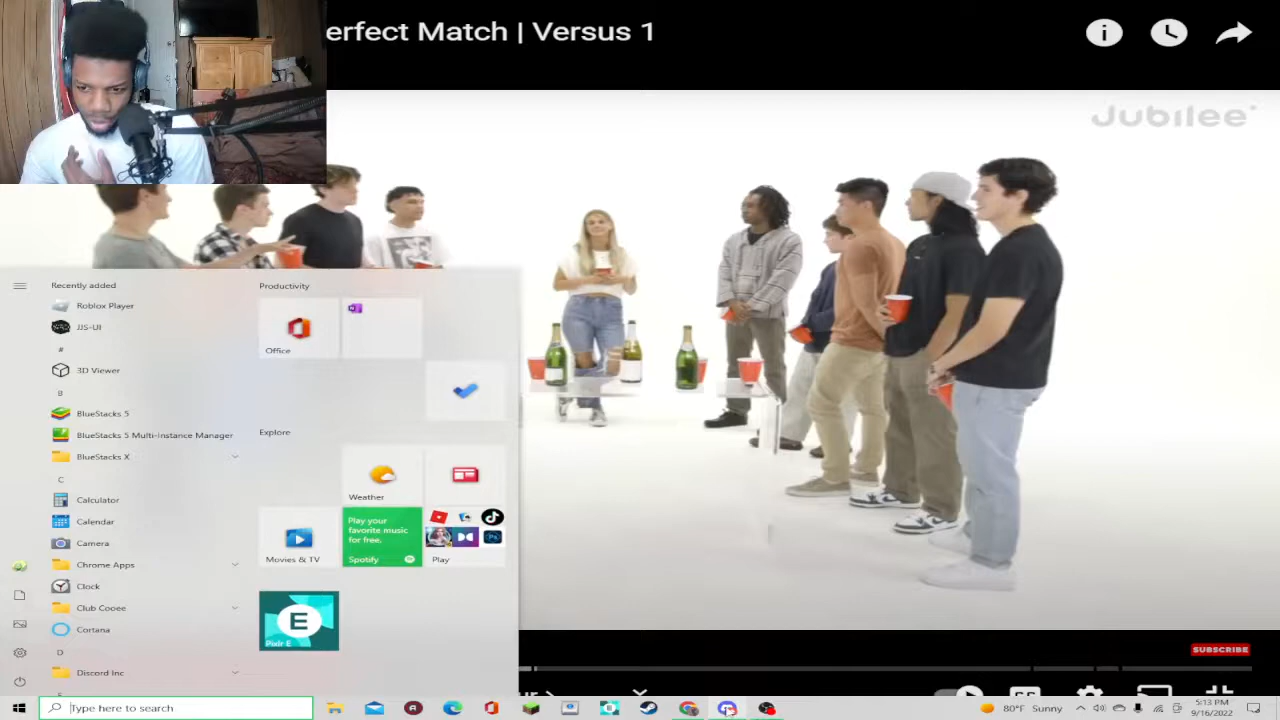 erfect Match | Versus 1
Jubilee
Recently added
Roblox Player
JJS-UI
#
3D Viewer
B
BlueStacks 5
BlueStacks 5 Multi-Instance Manager
BlueStacks X
C
Calculator
Calendar
Camera
Chrome Apps
Clock
Club Cooee
Cortana
D
Discord Inc
Productivity
Office
Explore
Weather
Movies & TV
Play your
favorite music
for free.
Spotify
Play
E
Pixlr E
SUBSCRIBE
Type here to search
80°F Sunny
5:13 PM
9/16/2022